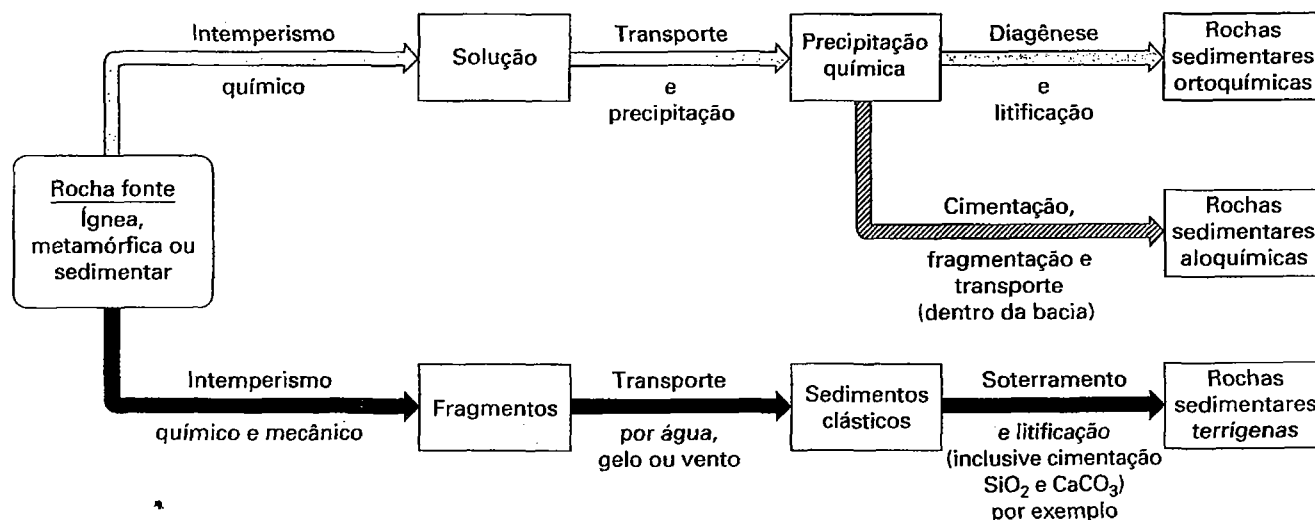 Intemperismo
químico
Solução
Transporte
e
precipitação
Precipitação
química
Diagênese
e
litificação
Rochas
sedimentares
ortoquímicas
Rocha fonte
Ígnea,
metamórfica ou
sedimentar
Cimentação,
fragmentação e
transporte
(dentro da bacia)
Rochas
sedimentares
aloquímicas
Intemperismo
químico e mecânico
Fragmentos
Transporte
por água,
gelo ou vento
Sedimentos
clásticos
Soterramento
e litificação
(inclusive cimentação
SiO₂ e CaCO₃)
por exemplo
Rochas
sedimentares
terrígenas